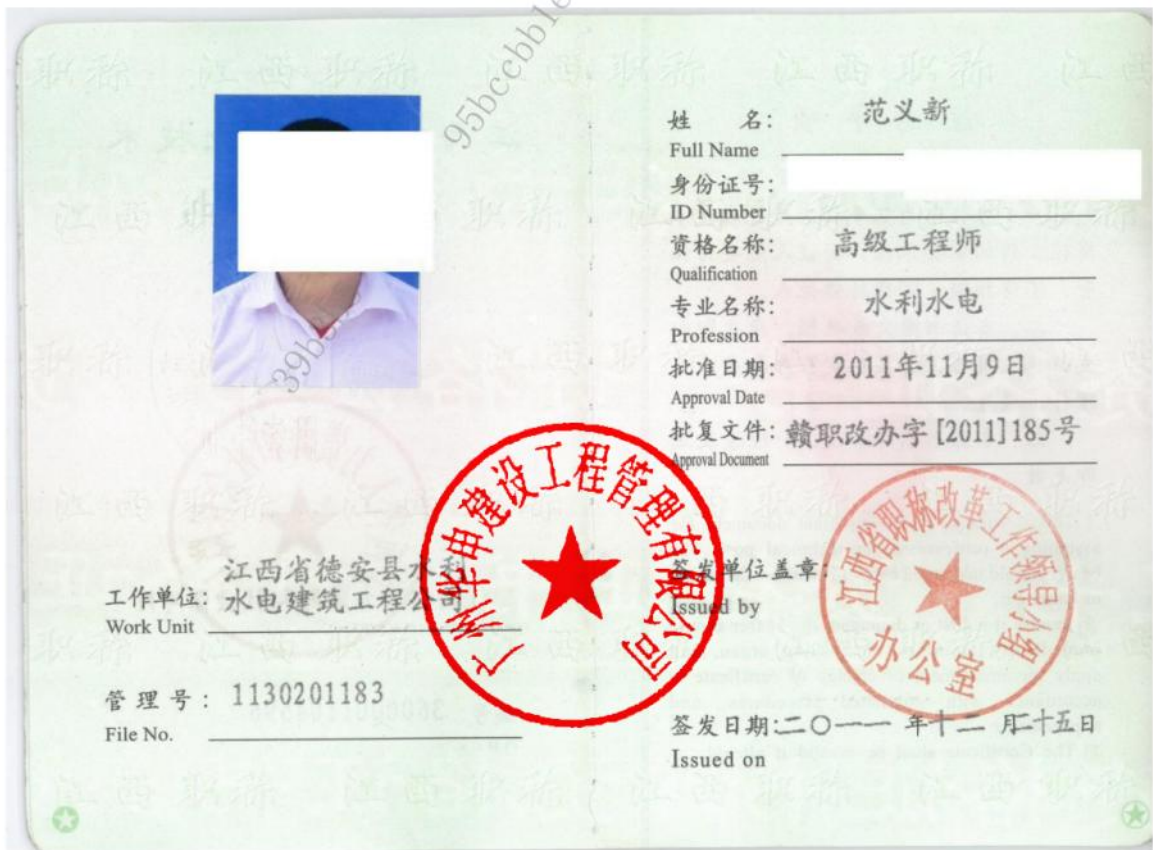 江西省德安县水利
工作单位: 水电建筑工程公司
Work Unit
管 理 号: 1130201183
File No.
广州华申建设工程管理有限公司
姓 名: 范义新
Full Name
身份证号:
ID Number
资格名称: 高级工程师
Qualification
专业名称: 水利水电
Profession
批准日期: 2011年11月9日
Approval Date
批复文件: 赣职改办字[2011]185号
Approval Document
签发单位盖章:
Issued by
江西省职称改革工作领导小组
办公室
签发日期:二〇一一 年十二 月二十五日
Issued on